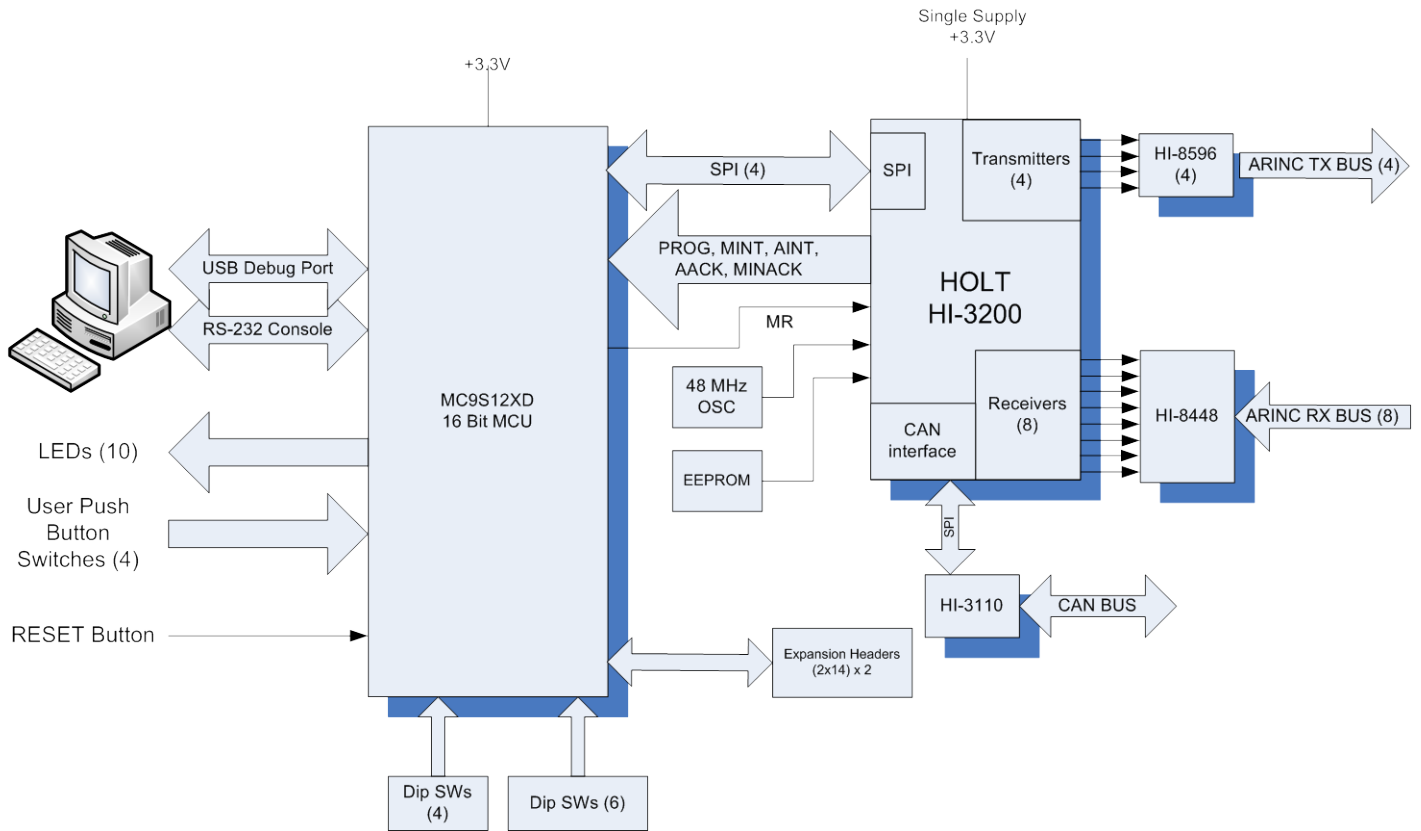 Single Supply
+3.3V
+3.3V
SPI (4)
SPI
Transmitters
(4)
HI-8596
(4)
ARINC TX BUS (4)
PROG, MINT, AINT,
AACK, MINACK
USB Debug Port
RS-232 Console
HOLT
HI-3200
MR
48 MHz
OSC
MC9S12XD
16 Bit MCU
Receivers
(8)
HI-8448
ARINC RX BUS (8)
CAN
interface
LEDs (10)
EEPROM
User Push
Button
Switches (4)
SPI
HI-3110
CAN BUS
RESET Button
Expansion Headers
(2x14) x 2
Dip SWs
(4)
Dip SWs (6)